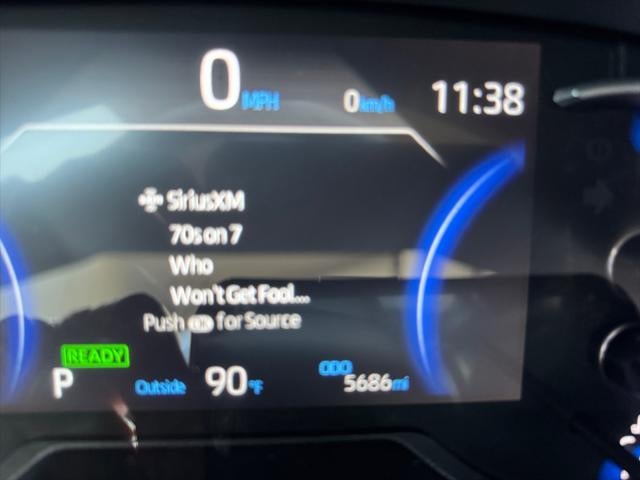 0 MPH 0 km/h 11:38
SiriusXM
70s on 7
Who
Won't Get Fool...
Push OK for Source
READY
P Outside 90 °F ODO 5686 mi